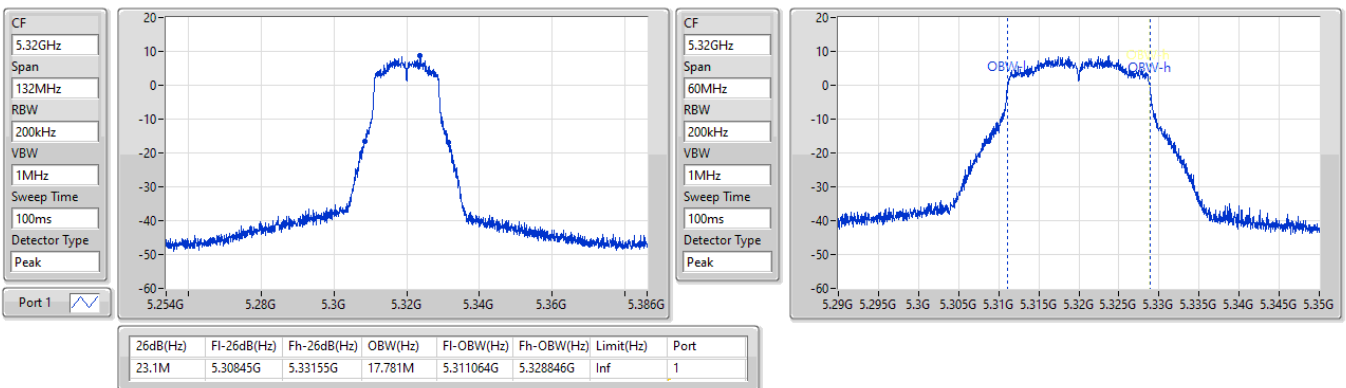 CF
5.32GHz
Span
132MHz
RBW
200kHz
VBW
1MHz
Sweep Time
100ms
Detector Type
Peak
Port 1
20
10
0
-10
-20
-30
-40
-50
-60
5.254G 5.28G 5.3G 5.32G 5.34G 5.36G 5.386G
CF
5.32GHz
Span
60MHz
RBW
200kHz
VBW
1MHz
Sweep Time
100ms
Detector Type
Peak
20
10
0
-10
-20
-30
-40
-50
-60
OBW-l
OBW-h
5.29G 5.295G 5.3G 5.305G 5.31G 5.315G 5.32G 5.325G 5.33G 5.335G 5.34G 5.345G 5.35G
26dB(Hz) Fl-26dB(Hz) Fh-26dB(Hz) OBW(Hz) Fl-OBW(Hz) Fh-OBW(Hz) Limit(Hz) Port
23.1M 5.30845G 5.33155G 17.781M 5.311064G 5.328846G Inf 1